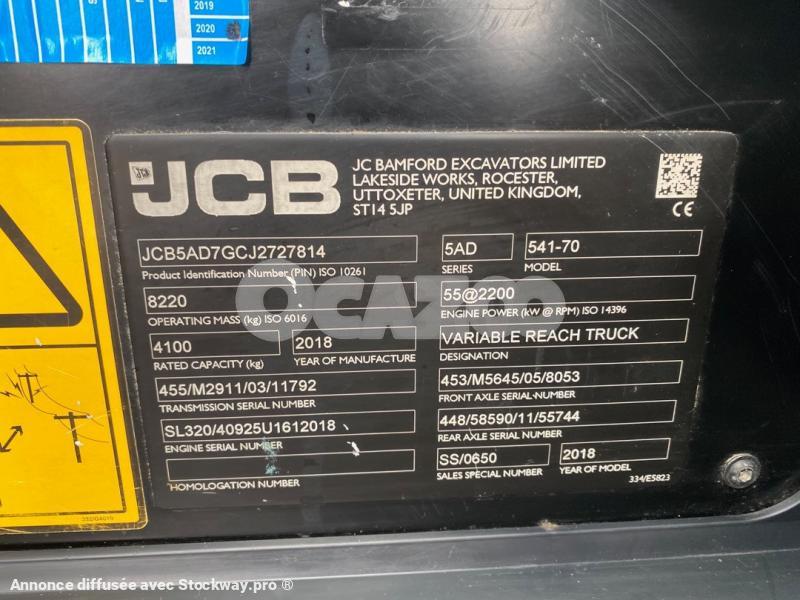 2019
2020
2021
JCB
JC BAMFORD EXCAVATORS LIMITED
LAKESIDE WORKS, ROCESTER,
UTTOXETER, UNITED KINGDOM,
ST14 5JP
CE
JCB5AD7GCJ2727814
Product Identification Number (PIN) ISO 10261
5AD
SERIES
541-70
MODEL
8220
OPERATING MASS (kg) ISO 6016
55@2200
ENGINE POWER (kW @ RPM) ISO 14396
4100
RATED CAPACITY (kg)
2018
YEAR OF MANUFACTURE
VARIABLE REACH TRUCK
DESIGNATION
455/M2911/03/11792
TRANSMISSION SERIAL NUMBER
453/M5645/05/8053
FRONT AXLE SERIAL NUMBER
SL320/40925U1612018
ENGINE SERIAL NUMBER
448/58590/11/55744
REAR AXLE SERIAL NUMBER
HOMOLOGATION NUMBER
SS/0650
SALES SPECIAL NUMBER
2018
YEAR OF MODEL
334/E5823
OCAZOO
Annonce diffusée avec Stockway.pro ®